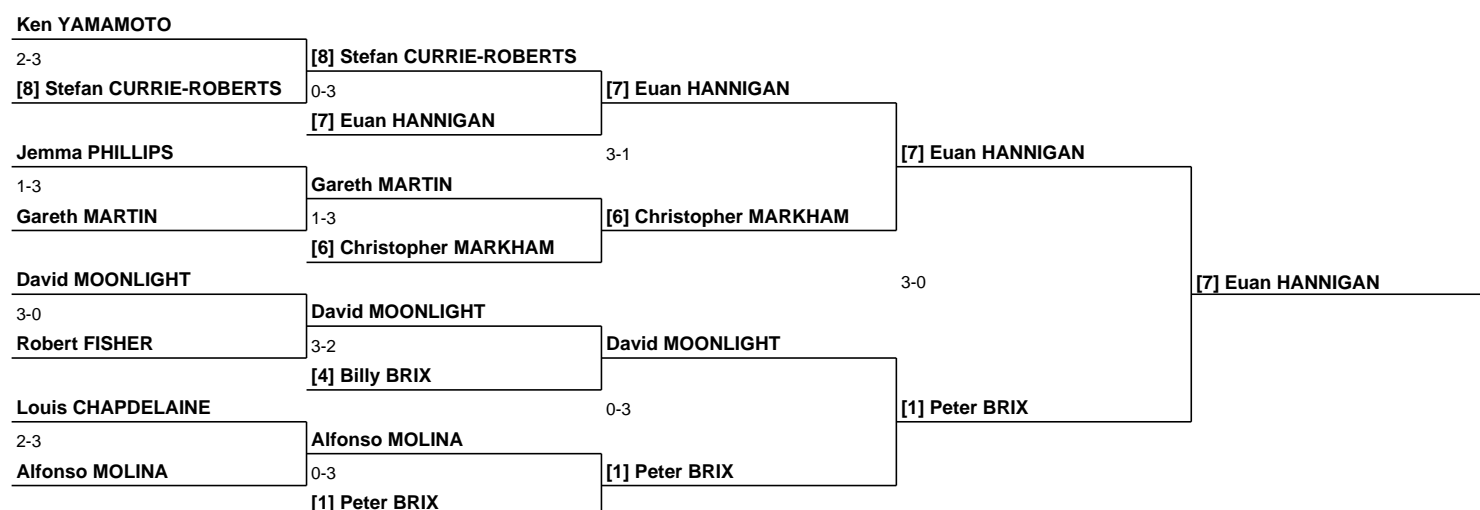 Ken YAMAMOTO
2-3
[8] Stefan CURRIE-ROBERTS
[8] Stefan CURRIE-ROBERTS
0-3
[7] Euan HANNIGAN
[7] Euan HANNIGAN
Jemma PHILLIPS
3-1
[7] Euan HANNIGAN
1-3
Gareth MARTIN
Gareth MARTIN
1-3
[6] Christopher MARKHAM
[6] Christopher MARKHAM
David MOONLIGHT
3-0
[7] Euan HANNIGAN
3-0
David MOONLIGHT
Robert FISHER
3-2
David MOONLIGHT
[4] Billy BRIX
Louis CHAPDELAINE
0-3
[1] Peter BRIX
2-3
Alfonso MOLINA
Alfonso MOLINA
0-3
[1] Peter BRIX
[1] Peter BRIX